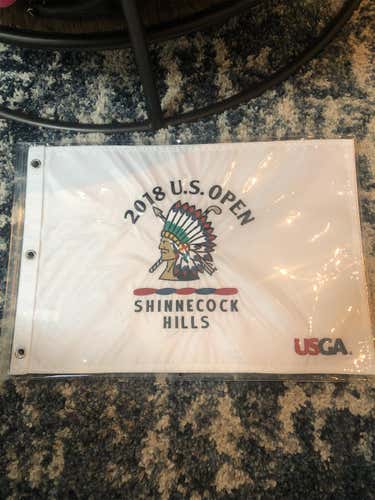 2018 U.S. OPEN
SHINNECOCK
HILLS
USGA.